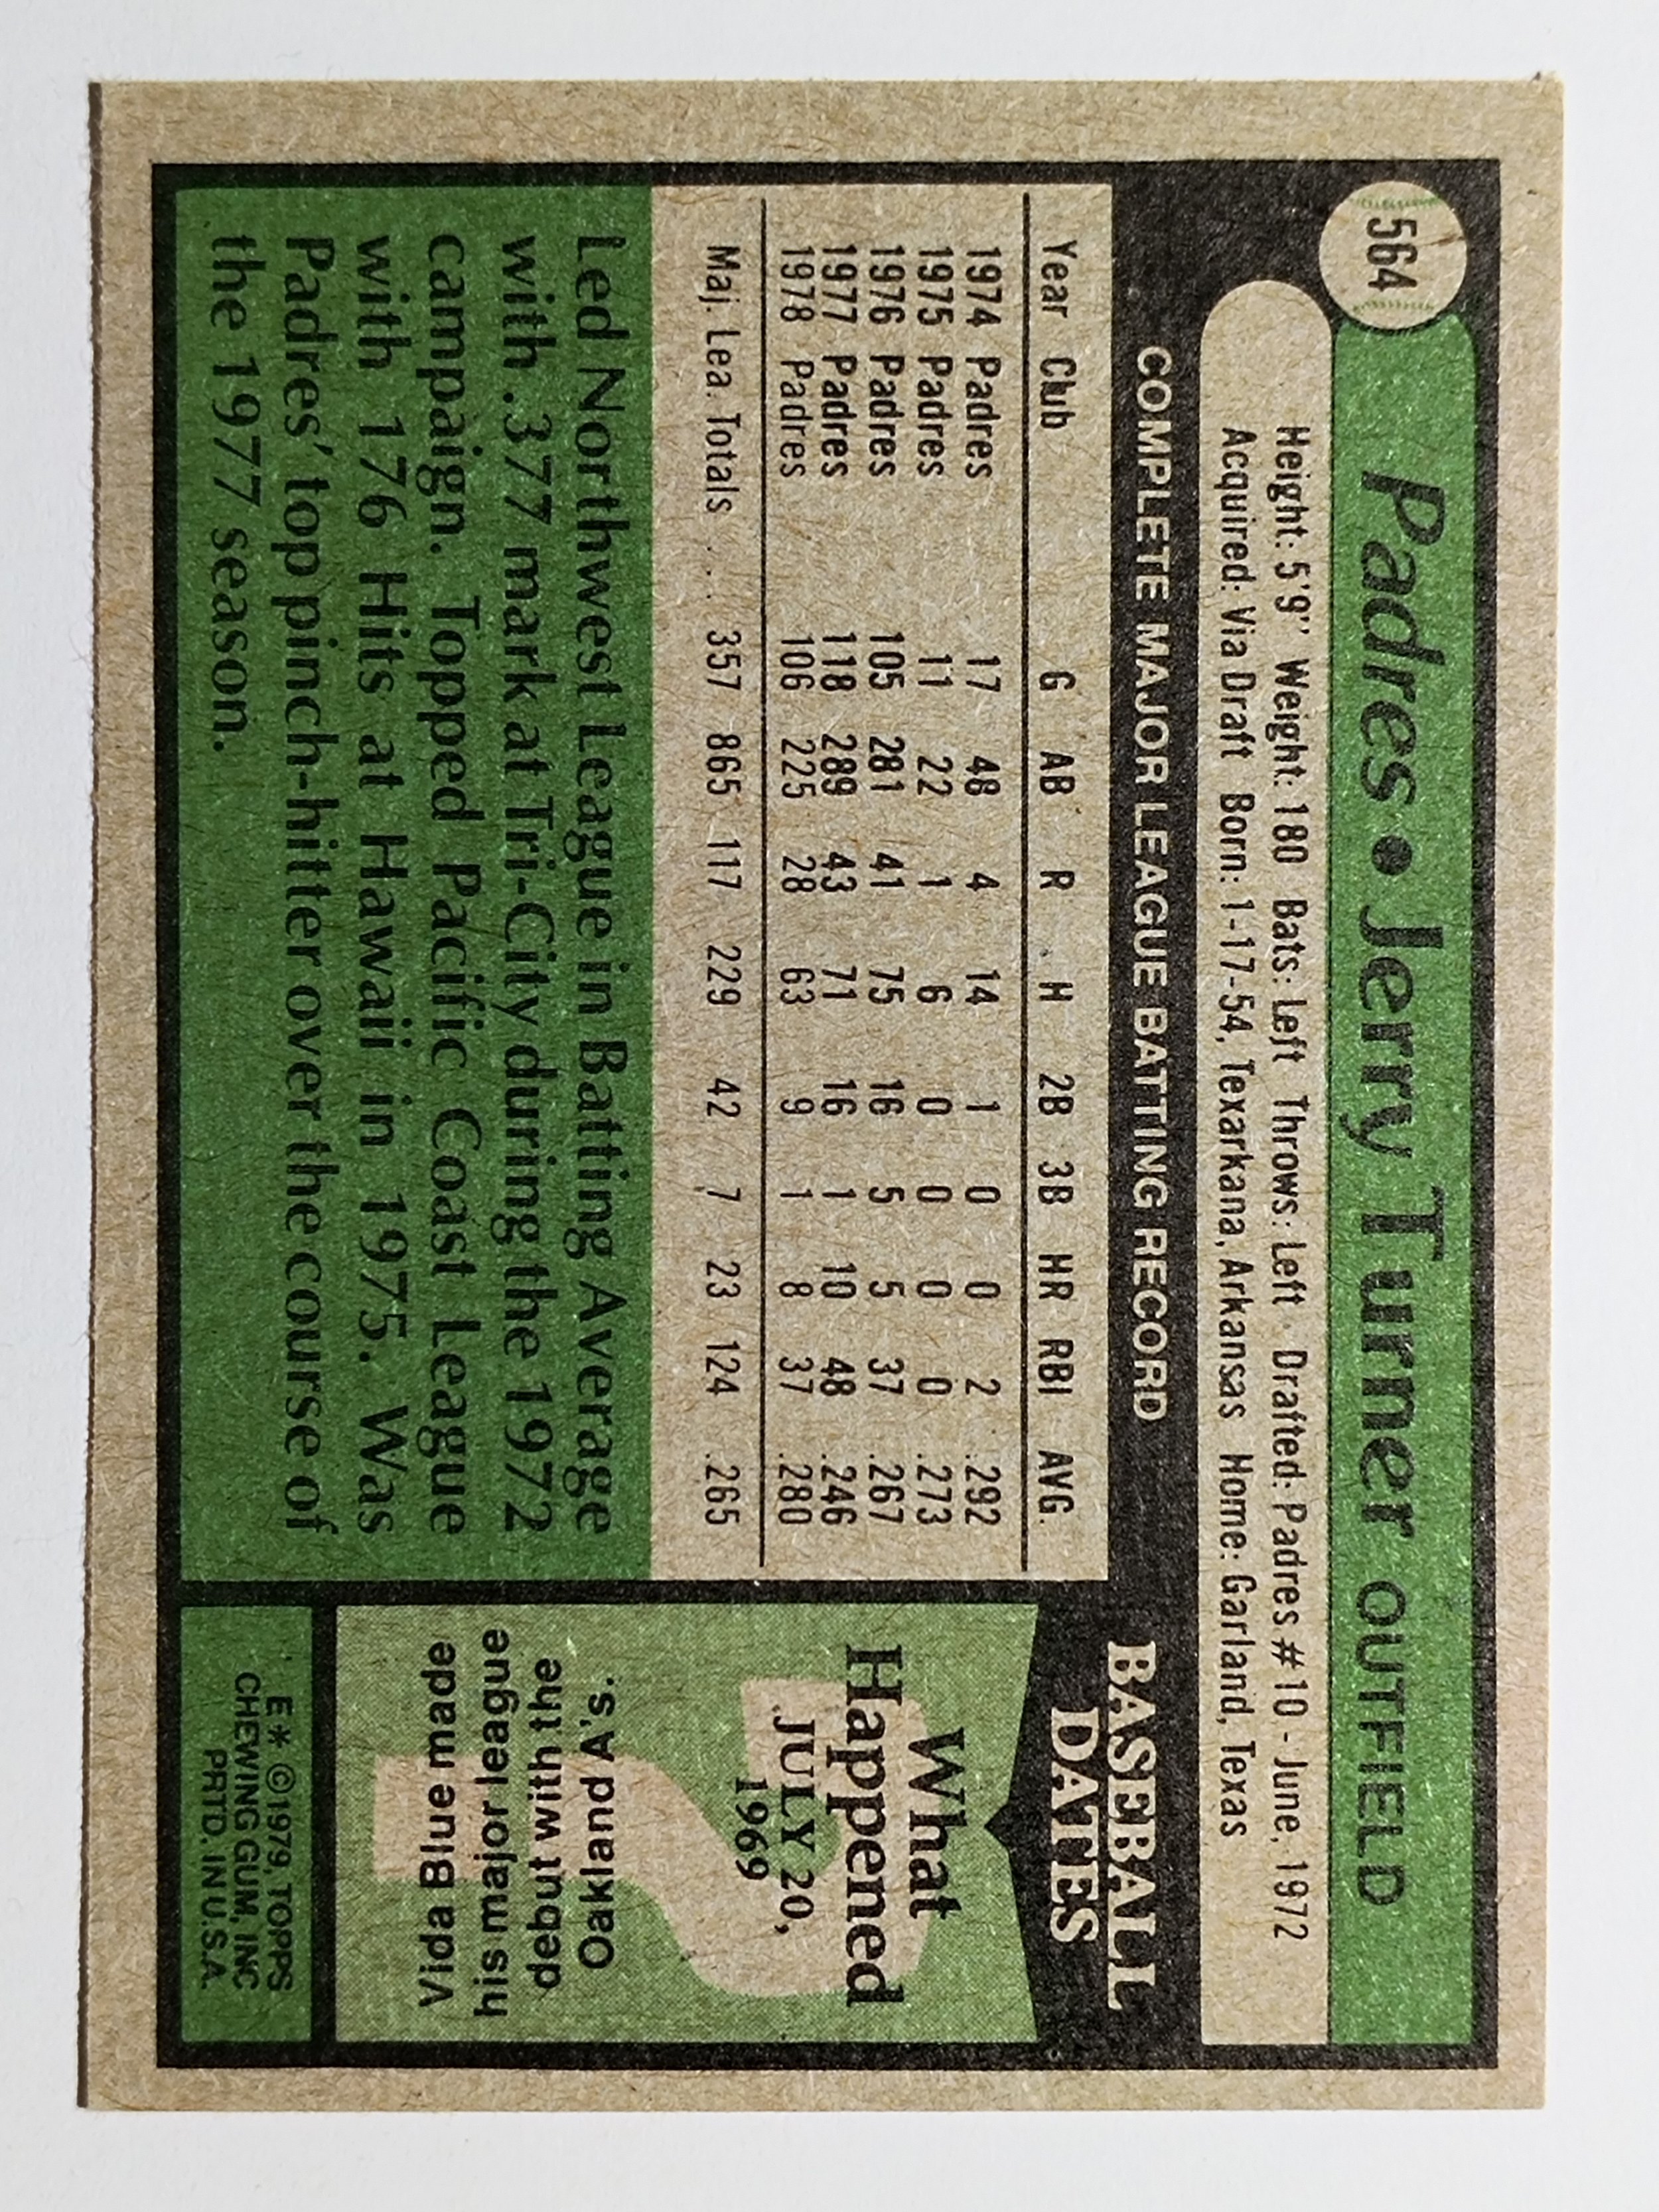 564
Padres • Jerry Turner OUTFIELD
Height: 5'9" Weight: 180 Bats: Left Throws: Left Drafted: Padres #10 - June, 1972
Acquired: Via Draft Born: 1-17-54, Texarkana, Arkansas Home: Garland, Texas
COMPLETE MAJOR LEAGUE BATTING RECORD
Year Club G AB R H 2B 3B HR RBI AVG.
1974 Padres 17 48 4 14 1 0 0 2 .292
1975 Padres 11 22 1 6 0 0 0 0 .273
1976 Padres 105 281 41 75 16 5 5 37 .267
1977 Padres 118 289 43 71 16 1 10 48 .246
1978 Padres 106 225 28 63 9 1 8 37 .280
Maj. Lea. Totals . . 357 865 117 229 42 7 23 124 .265
Led Northwest League in Batting Average
with .377 mark at Tri-City during the 1972
campaign. Topped Pacific Coast League
with 176 Hits at Hawaii in 1975. Was
Padres' top pinch-hitter over the course of
the 1977 season.
BASEBALL
DATES
What
Happened
JULY 20,
1969
Vida Blue made
his major league
debut with the
Oakland A's.
E* ©1979, TOPPS
CHEWING GUM, INC
PRTD. IN U.S.A.